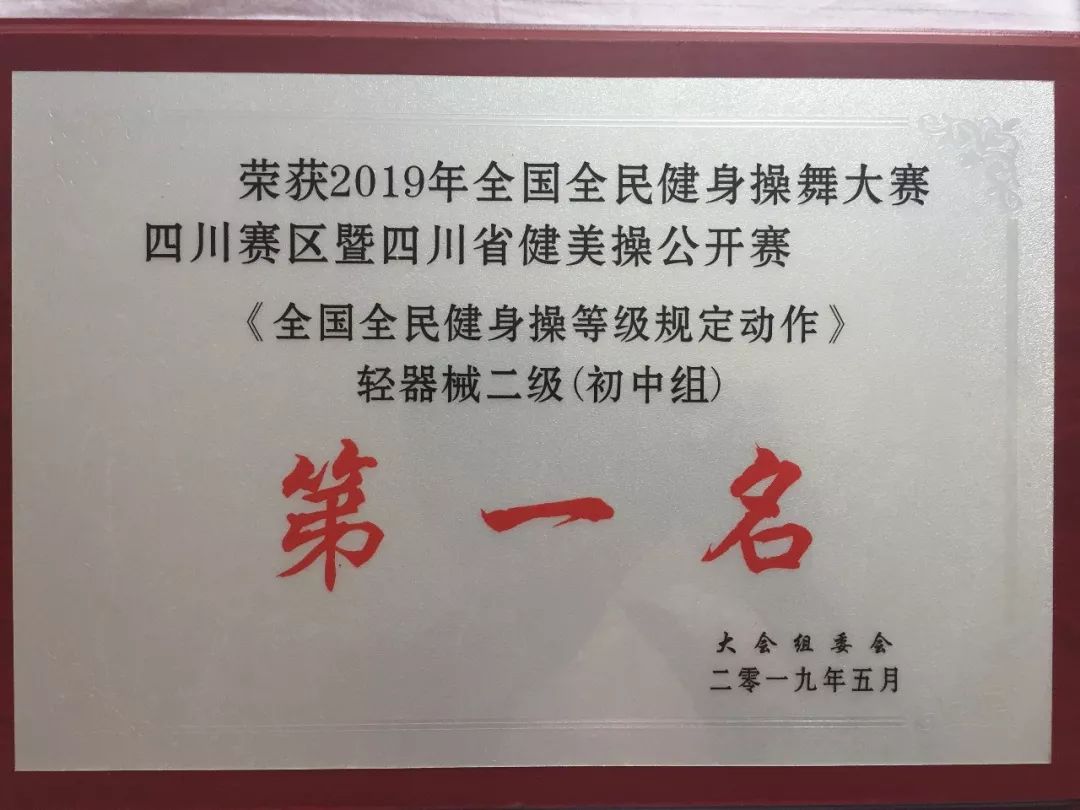 荣获2019年全国全民健身操舞大赛
四川赛区暨四川省健美操公开赛
《全国全民健身操等级规定动作》
轻器械二级(初中组)
第一名
大会组委会
二零一九年五月